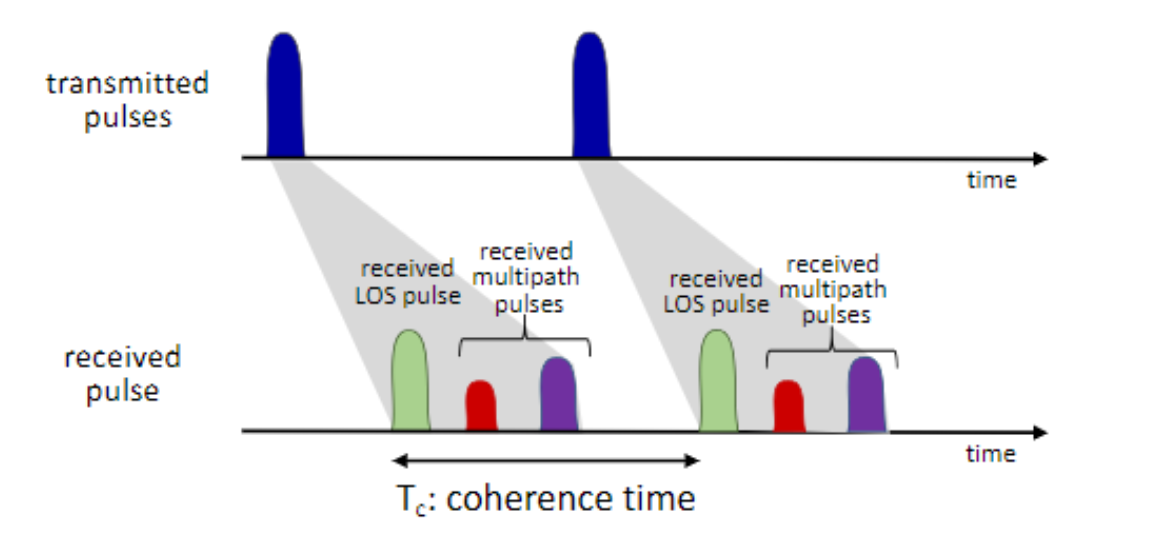 transmitted
pulses
time
received
LOS pulse
received
multipath
pulses
received
LOS pulse
received
multipath
pulses
received
pulse
time
Tc: coherence time